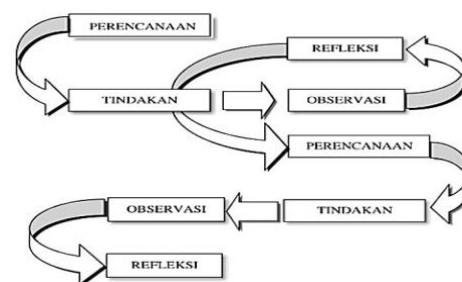 PERENCANAAN
REFLEKSI
TINDAKAN
OBSERVASI
PERENCANAAN
OBSERVASI
TINDAKAN
REFLEKSI